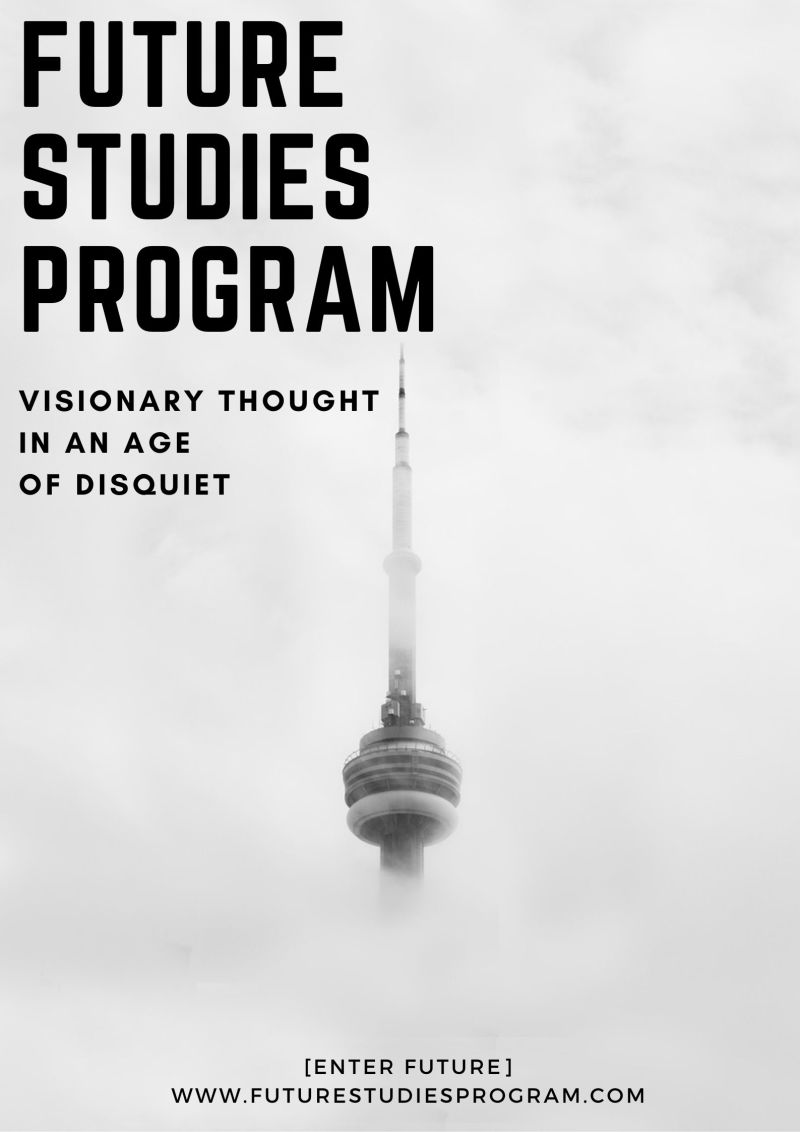 FUTURE
STUDIES
PROGRAM
VISIONARY THOUGHT
IN AN AGE
OF DISQUIET
[ENTER FUTURE]
WWW.FUTURESTUDIESPROGRAM.COM